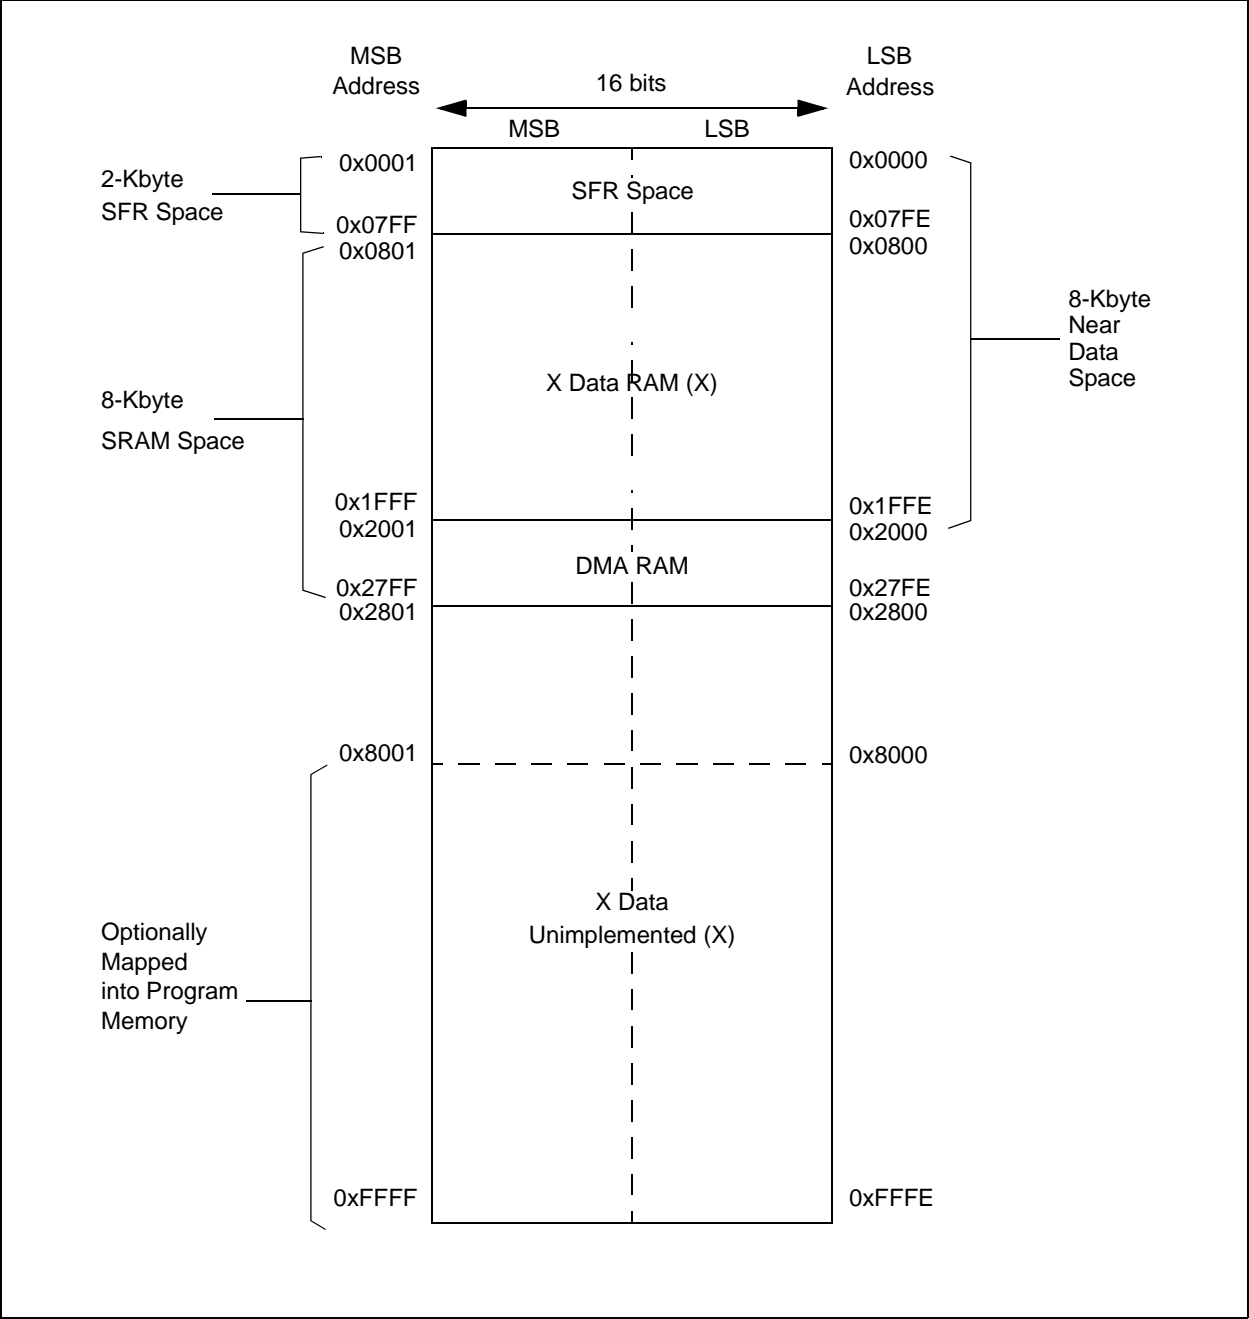 MSB
Address
16 bits
LSB
Address
MSB
LSB
2-Kbyte
SFR Space
0x0001
SFR Space
0x0000
0x07FF
0x07FE
0x0801
0x0800
8-Kbyte
Near
Data
Space
8-Kbyte
SRAM Space
X Data RAM (X)
0x1FFF
0x1FFE
0x2001
0x2000
DMA RAM
0x27FF
0x27FE
0x2801
0x2800
0x8001
0x8000
X Data
Unimplemented (X)
Optionally
Mapped
into Program
Memory
0xFFFF
0xFFFE